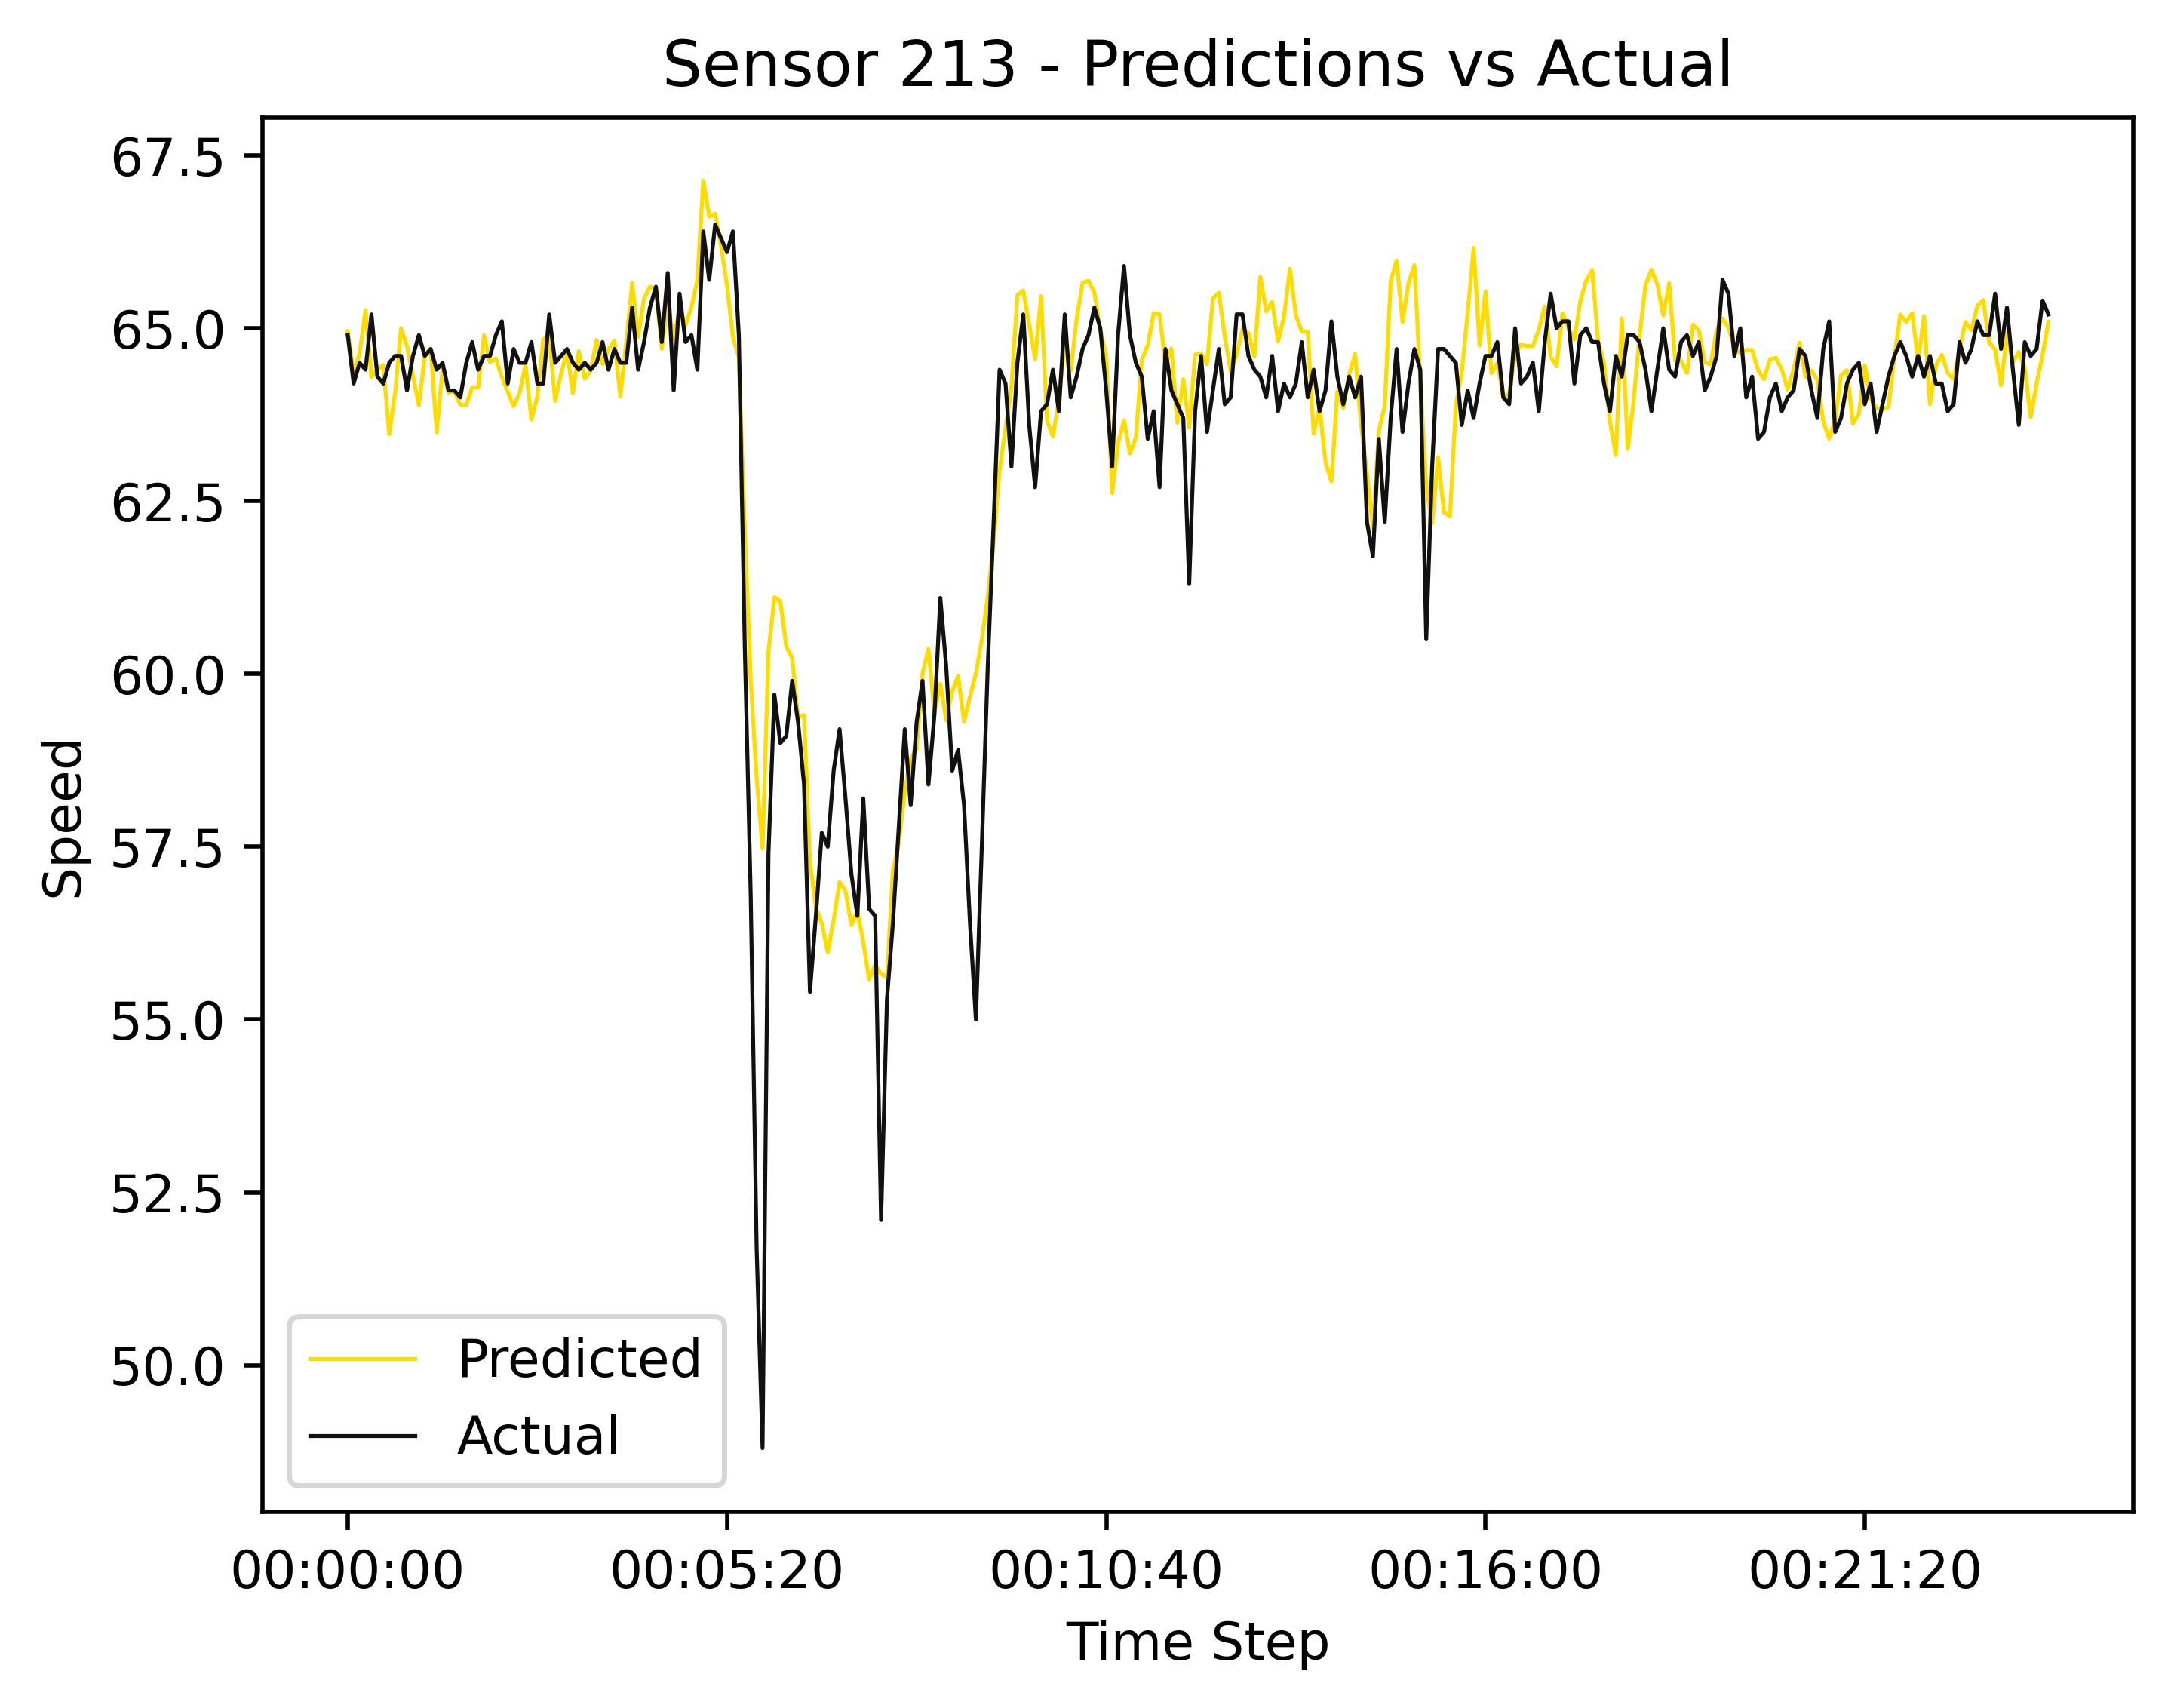 Sensor 213 - Predictions vs Actual
67.5
65.0
62.5
60.0
57.5
55.0
52.5
50.0
Speed
Predicted
Actual
00:00:00 00:05:20 00:10:40 00:16:00 00:21:20
Time Step